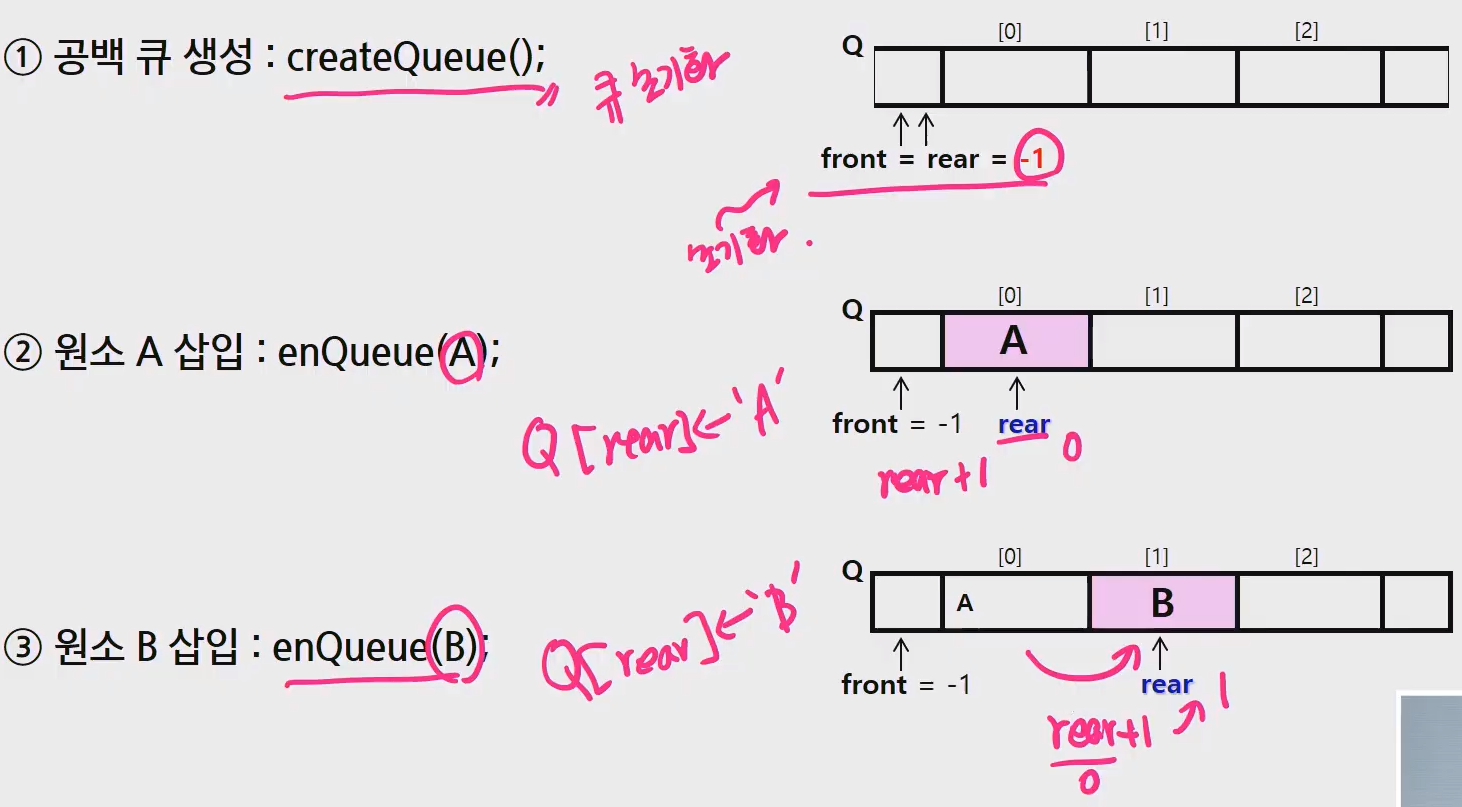 ① 공백 큐 생성 : createQueue();
큐 초기화
Q [0] [1] [2]
front = rear = -1
초기화.
② 원소 A 삽입 : enQueue(A);
Q[rear]←'A'
Q [0] [1] [2]
A
front = -1 rear 0
rear+1
③ 원소 B 삽입 : enQueue(B);
Q[rear]←'B'
Q [0] [1] [2]
A B
front = -1 rear 1
rear+1
0